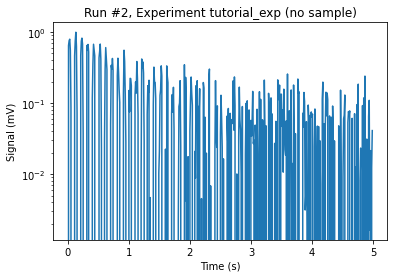 Run #2, Experiment tutorial_exp (no sample)
Signal (mV)
10⁰
10⁻¹
10⁻²
0 1 2 3 4 5
Time (s)